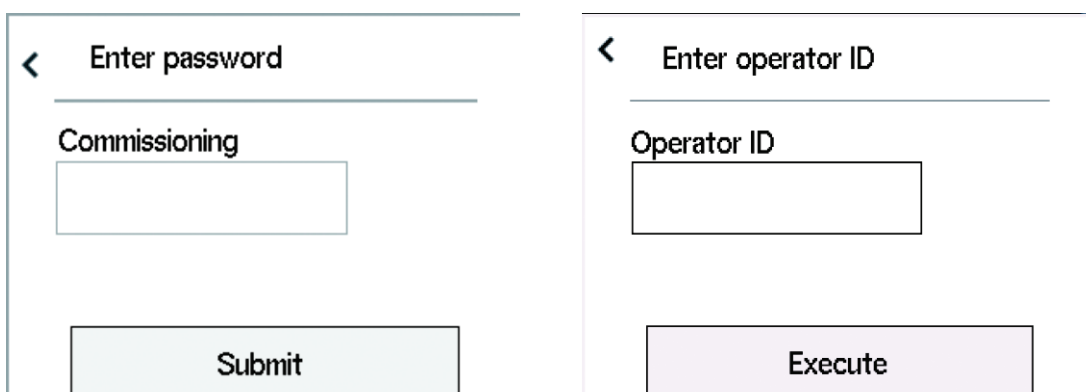 Enter password
Commissioning
Submit
Enter operator ID
Operator ID
Execute